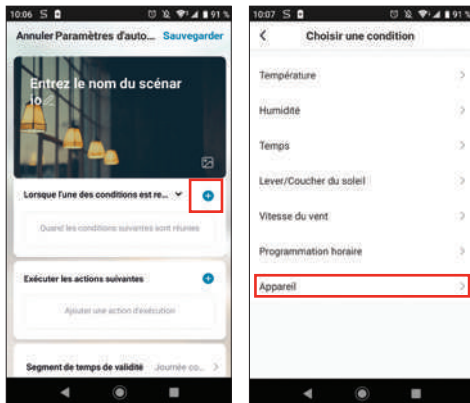 10:06 S 91 %
Annuler Paramètres d'auto... Sauvegarder
Entrez le nom du scénar
io
Lorsque l'une des conditions est re...
Quand les conditions suivantes sont réunies
Exécuter les actions suivantes
Ajouter une action d'exécution
Segment de temps de validité Journée co...
10:07 S 91 %
Choisir une condition
Température
Humidité
Temps
Lever/Coucher du soleil
Vitesse du vent
Programmation horaire
Appareil